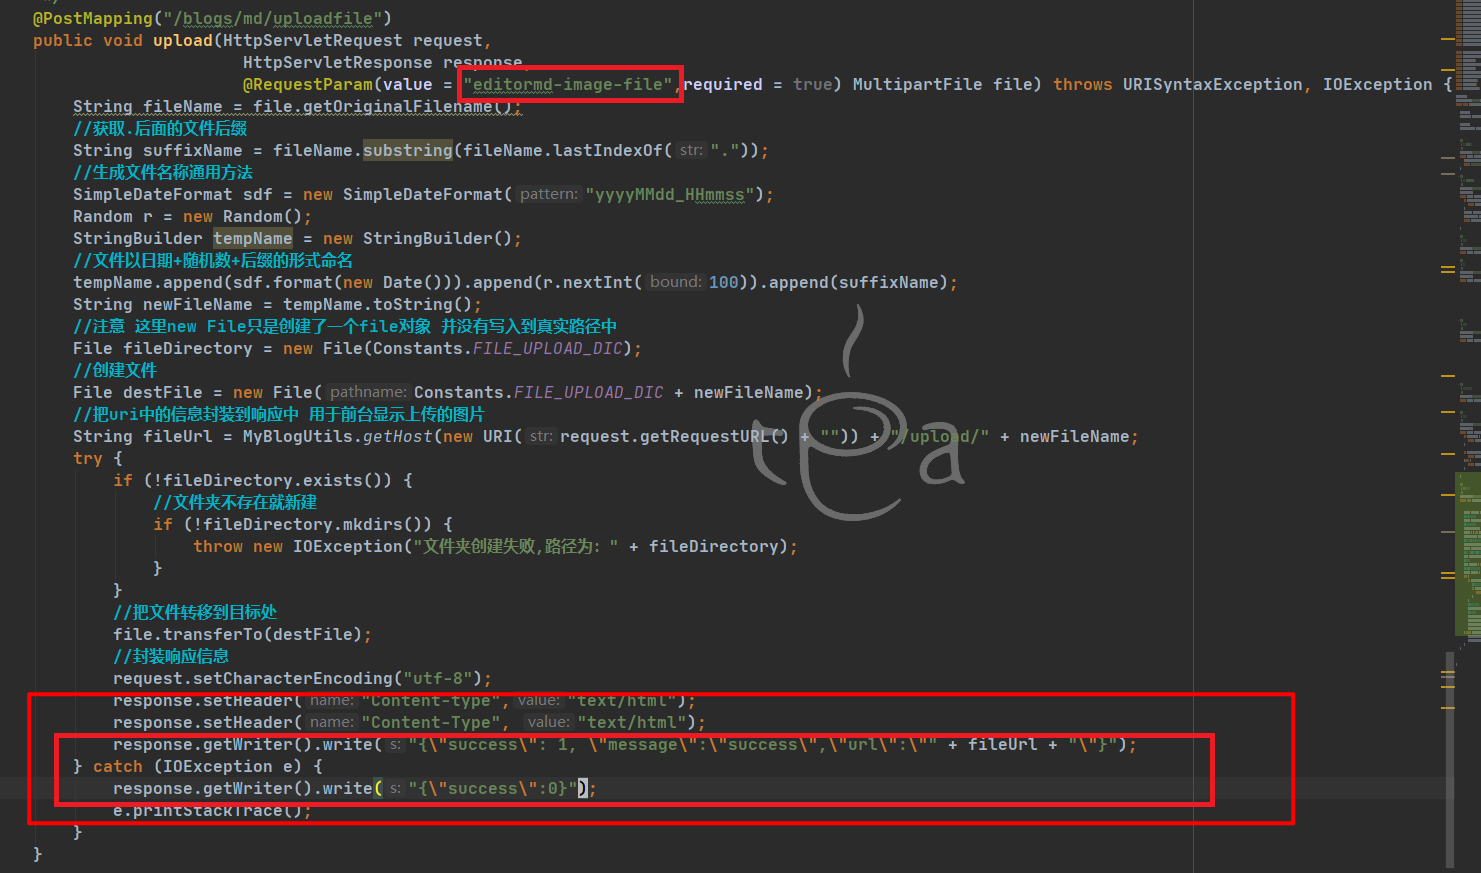 @PostMapping("/blogs/md/uploadfile")
public void upload(HttpServletRequest request,
HttpServletResponse response,
@RequestParam(value = "editormd-image-file",required = true) MultipartFile file) throws URISyntaxException, IOException {
String fileName = file.getOriginalFilename();
//获取.后面的文件后缀
String suffixName = fileName.substring(fileName.lastIndexOf( str: "."));
//生成文件名称通用方法
SimpleDateFormat sdf = new SimpleDateFormat( pattern: "yyyyMMdd_HHmmss");
Random r = new Random();
StringBuilder tempName = new StringBuilder();
//文件以日期+随机数+后缀的形式命名
tempName.append(sdf.format(new Date())).append(r.nextInt( bound: 100)).append(suffixName);
String newFileName = tempName.toString();
//注意 这里new File只是创建了一个file对象 并没有写入到真实路径中
File fileDirectory = new File(Constants.FILE_UPLOAD_DIC);
//创建文件
File destFile = new File( pathname: Constants.FILE_UPLOAD_DIC + newFileName);
//把uri中的信息封装到响应中 用于前台显示上传的图片
String fileUrl = MyBlogUtils.getHost(new URI( str: request.getRequestURL() + "")) + "/upload/" + newFileName;
try {
if (!fileDirectory.exists()) {
//文件夹不存在就新建
if (!fileDirectory.mkdirs()) {
throw new IOException("文件夹创建失败,路径为: " + fileDirectory);
}
}
//把文件转移到目标处
file.transferTo(destFile);
//封装响应信息
request.setCharacterEncoding("utf-8");
response.setHeader( name: "Content-type", value: "text/html");
response.setHeader( name: "Content-Type", value: "text/html");
response.getWriter().write( s: "{\"success\": 1, \"message\":\"success\",\"url\":\"" + fileUrl + "\"}");
} catch (IOException e) {
response.getWriter().write( s: "{\"success\":0}");
e.printStackTrace();
}
}